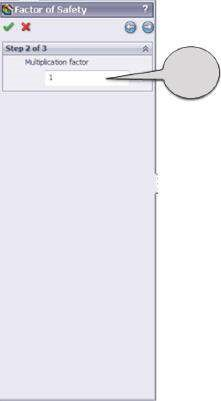 Factor of Safety ?
Step 2 of 3
Multiplication factor
1